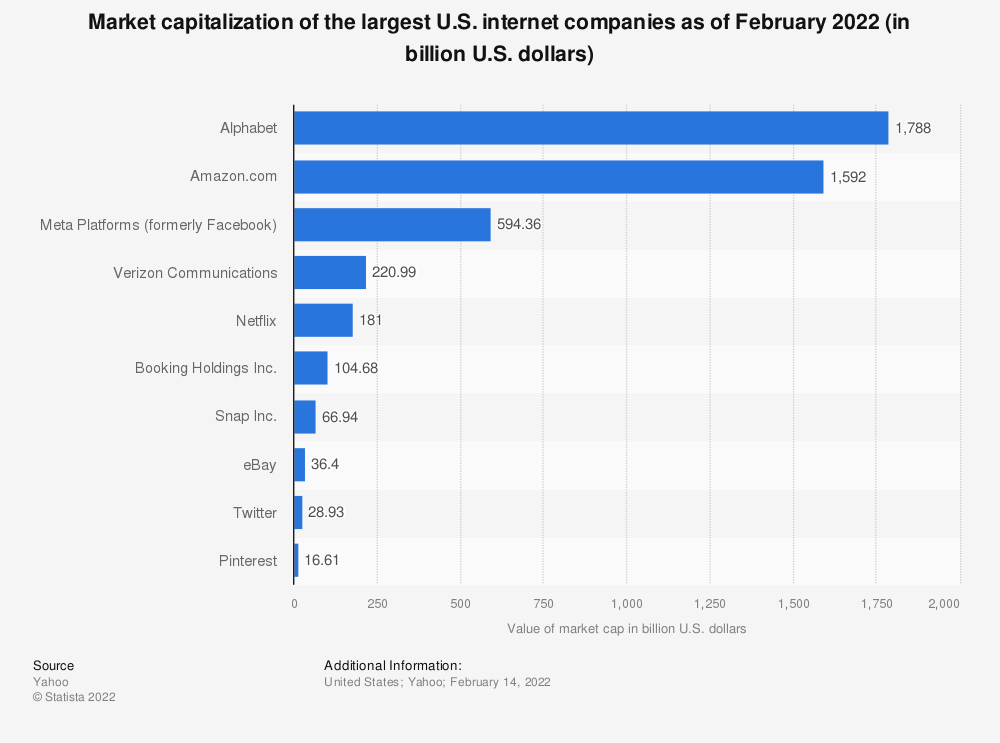 Market capitalization of the largest U.S. internet companies as of February 2022 (in
billion U.S. dollars)
Alphabet 1,788
Amazon.com 1,592
Meta Platforms (formerly Facebook) 594.36
Verizon Communications 220.99
Netflix 181
Booking Holdings Inc. 104.68
Snap Inc. 66.94
eBay 36.4
Twitter 28.93
Pinterest 16.61
0 250 500 750 1,000 1,250 1,500 1,750 2,000
Value of market cap in billion U.S. dollars
Source
Yahoo
© Statista 2022
Additional Information:
United States; Yahoo; February 14, 2022